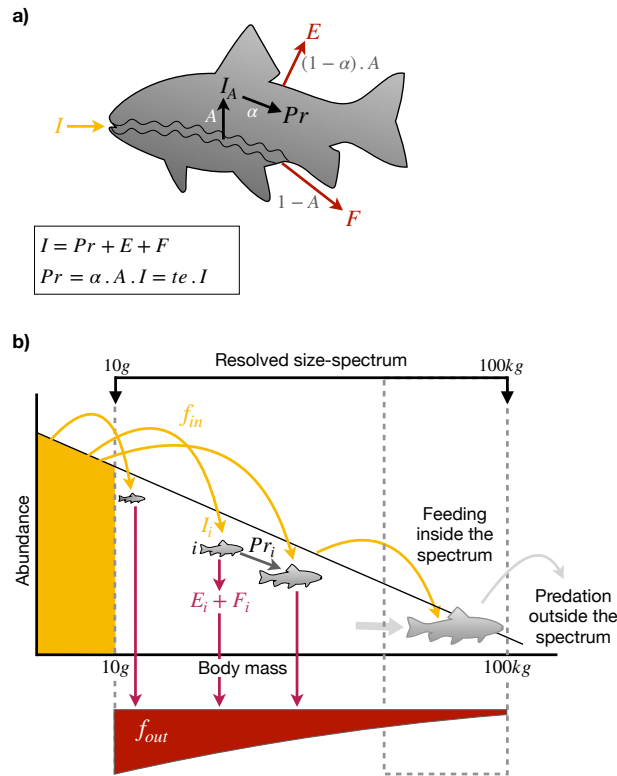 a)
E
(1−α) . A
I_A
I
A
α
Pr
1−A
F
I = Pr + E + F
Pr = α . A . I = te . I
b)
Resolved size-spectrum
10g
100kg
f_in
Abundance
Feeding
inside the
spectrum
I_i
i
Pr_i
E_i + F_i
Predation
outside the
spectrum
10g
Body mass
100kg
f_out